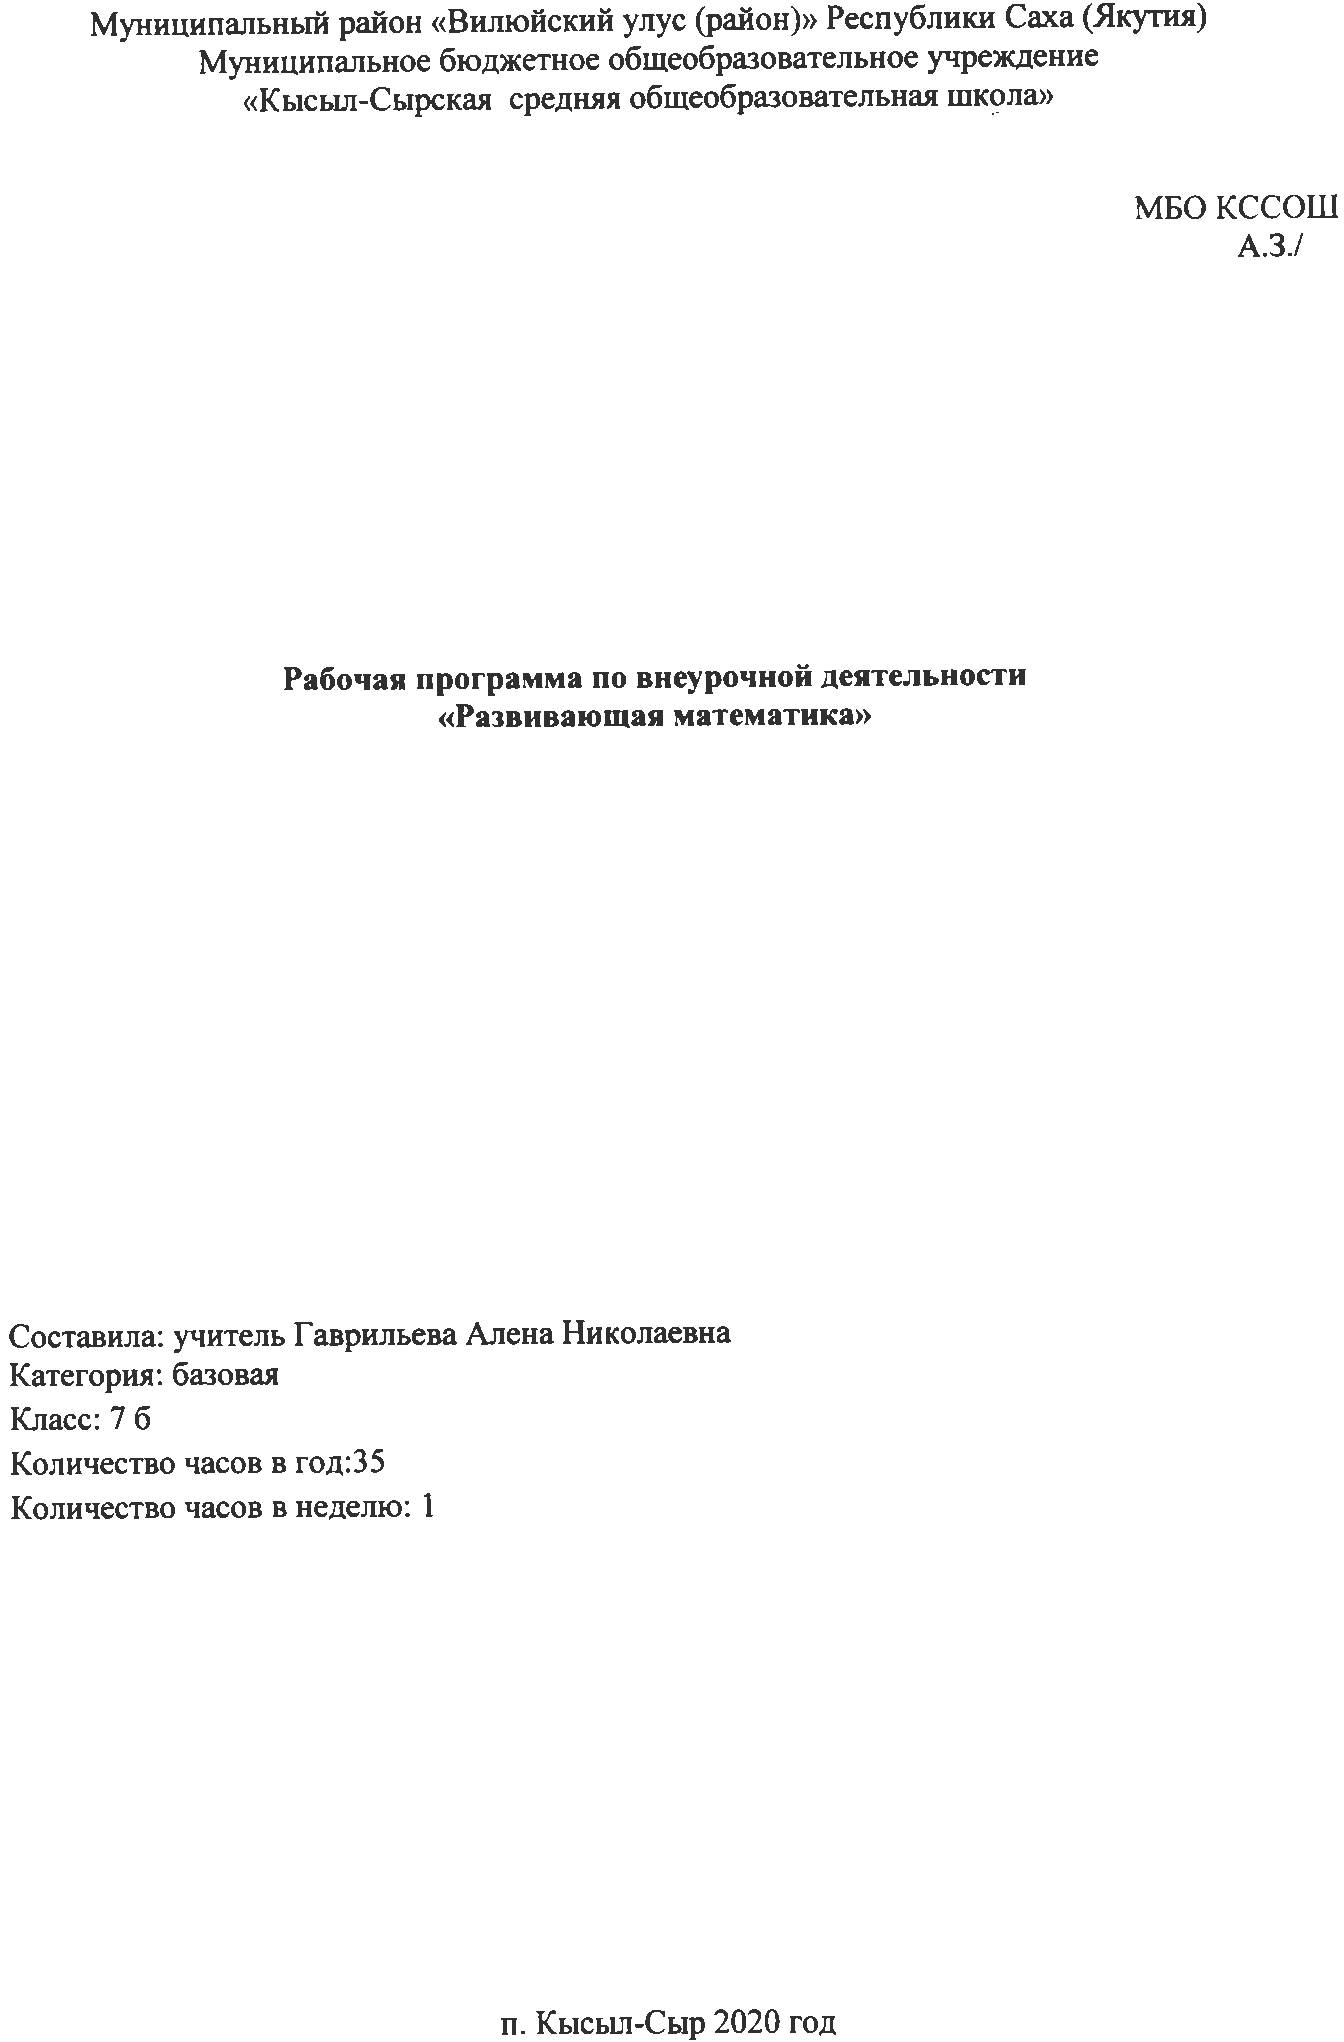 Муниципальный район «Вилюйский улус (район)» Республики Саха (Якутия)
Муниципальное бюджетное общеобразовательное учреждение
«Кысыл-Сырская средняя общеобразовательная школа»
МБО КССОШ
А.З./
Рабочая программа по внеурочной деятельности
«Развивающая математика»
Составила: учитель Гаврильева Алена Николаевна
Категория: базовая
Класс: 7 б
Количество часов в год:35
Количество часов в неделю: 1
п. Кысыл-Сыр 2020 год